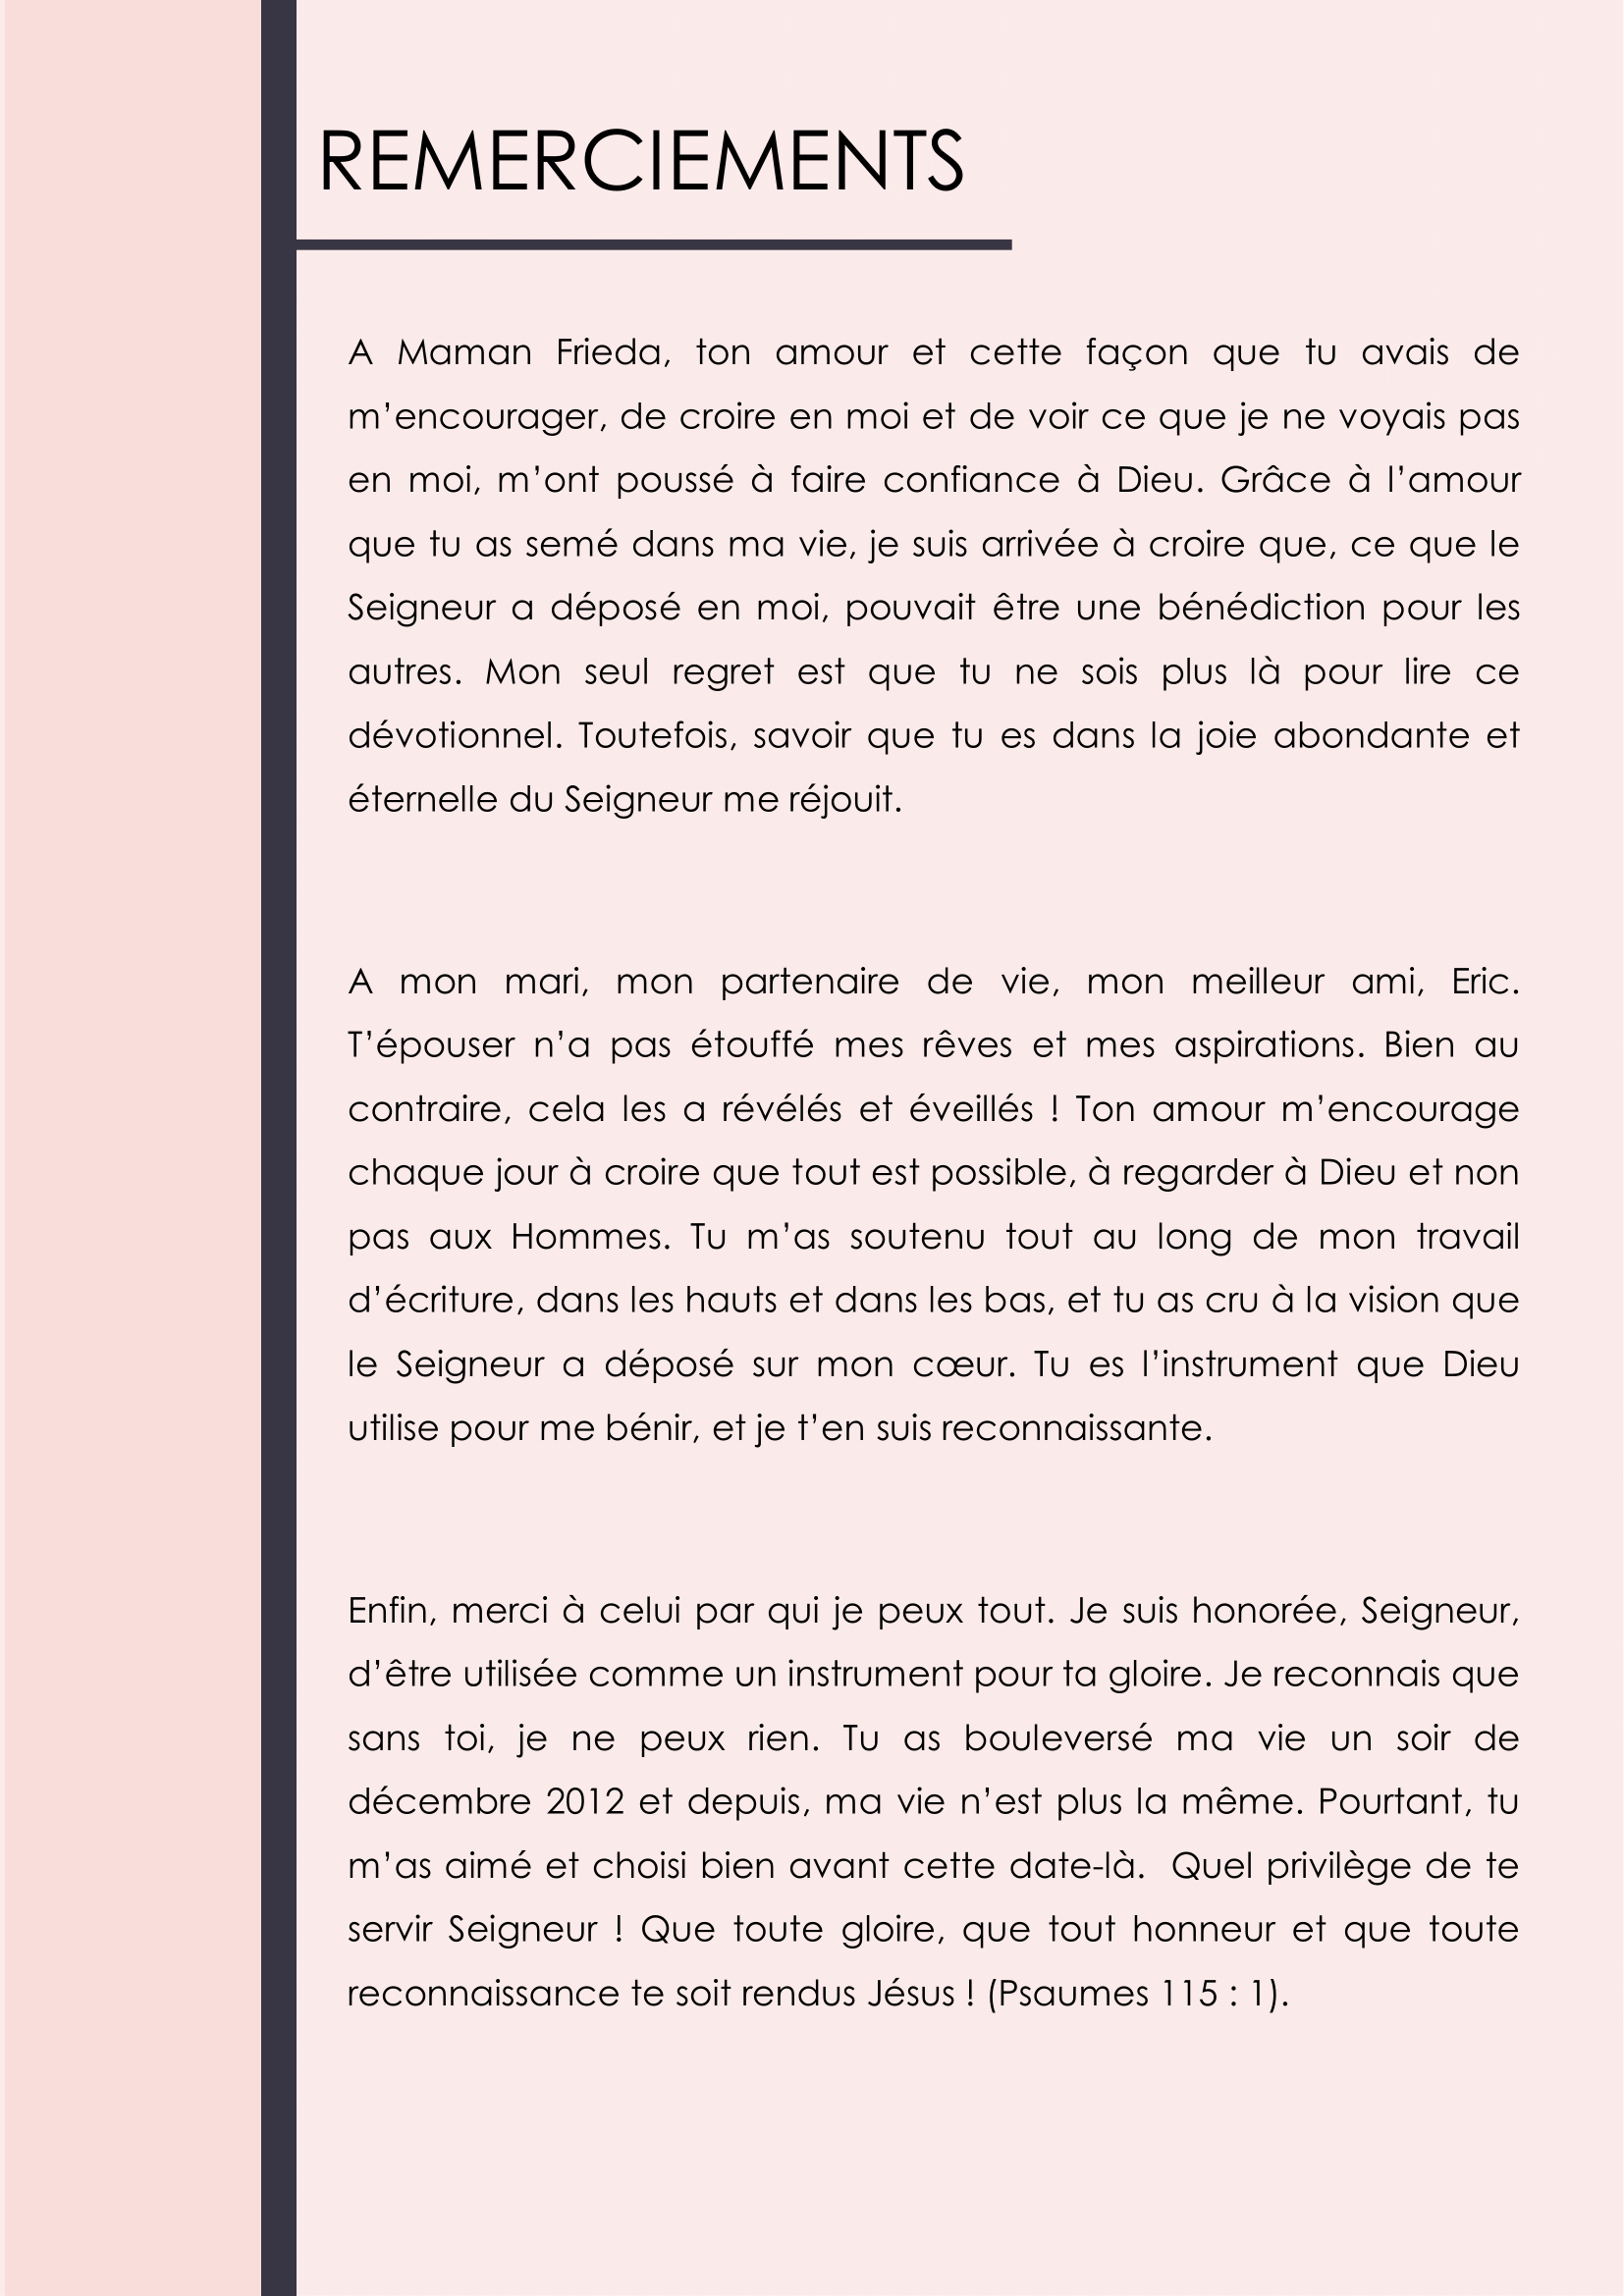 REMERCIEMENTS
A Maman Frieda, ton amour et cette façon que tu avais de
m’encourager, de croire en moi et de voir ce que je ne voyais pas
en moi, m’ont poussé à faire confiance à Dieu. Grâce à l’amour
que tu as semé dans ma vie, je suis arrivée à croire que, ce que le
Seigneur a déposé en moi, pouvait être une bénédiction pour les
autres. Mon seul regret est que tu ne sois plus là pour lire ce
dévotionnel. Toutefois, savoir que tu es dans la joie abondante et
éternelle du Seigneur me réjouit.
A mon mari, mon partenaire de vie, mon meilleur ami, Eric.
T’épouser n’a pas étouffé mes rêves et mes aspirations. Bien au
contraire, cela les a révélés et éveillés ! Ton amour m’encourage
chaque jour à croire que tout est possible, à regarder à Dieu et non
pas aux Hommes. Tu m’as soutenu tout au long de mon travail
d’écriture, dans les hauts et dans les bas, et tu as cru à la vision que
le Seigneur a déposé sur mon cœur. Tu es l’instrument que Dieu
utilise pour me bénir, et je t’en suis reconnaissante.
Enfin, merci à celui par qui je peux tout. Je suis honorée, Seigneur,
d’être utilisée comme un instrument pour ta gloire. Je reconnais que
sans toi, je ne peux rien. Tu as bouleversé ma vie un soir de
décembre 2012 et depuis, ma vie n’est plus la même. Pourtant, tu
m’as aimé et choisi bien avant cette date-là.  Quel privilège de te
servir Seigneur ! Que toute gloire, que tout honneur et que toute
reconnaissance te soit rendus Jésus ! (Psaumes 115 : 1).